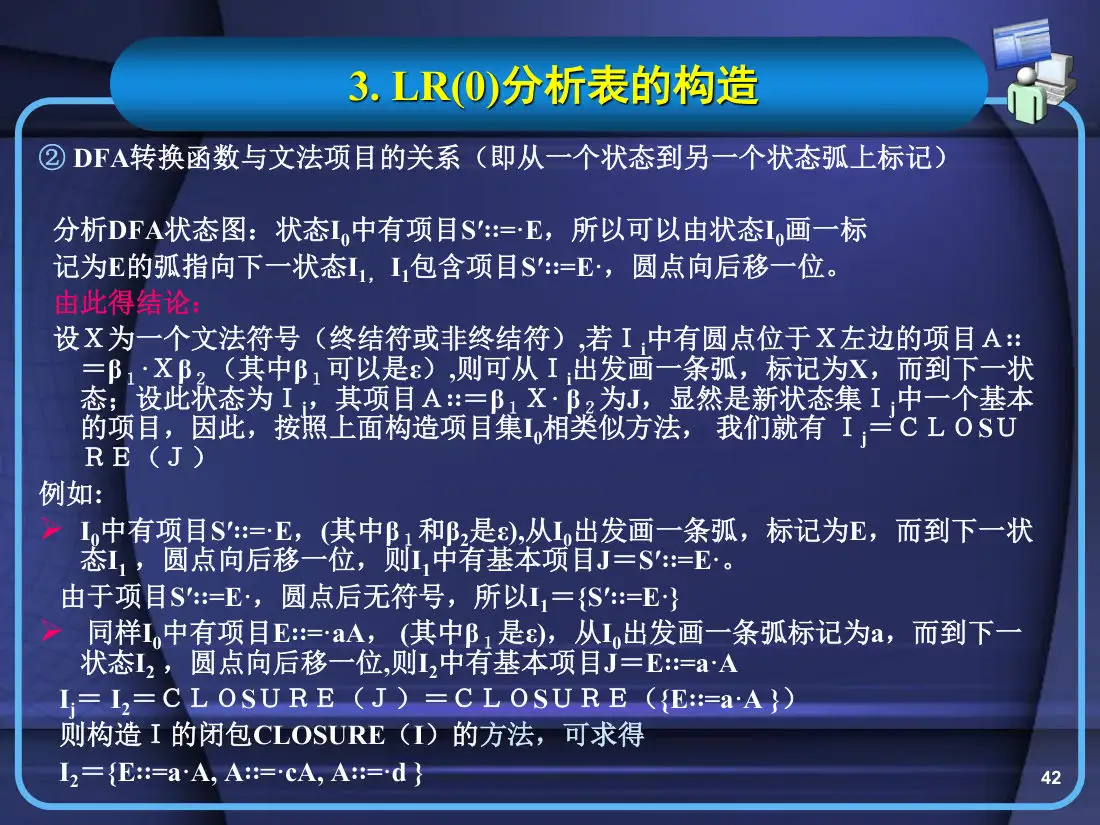 3. LR(0)分析表的构造
② DFA转换函数与文法项目的关系（即从一个状态到另一个状态弧上标记）
分析DFA状态图：状态I0中有项目S′::=·E，所以可以由状态I0画一标
记为E的弧指向下一状态I1，I1包含项目S′::=E·，圆点向后移一位。
由此得结论：
设Ｘ为一个文法符号（终结符或非终结符）,若Ｉi中有圆点位于Ｘ左边的项目Ａ::
＝β１·Ｘβ２（其中β１可以是ε）,则可从Ｉi出发画一条弧，标记为X，而到下一状
态；设此状态为Ｉj，其项目Ａ::＝β１Ｘ· β２为J，显然是新状态集Ｉj中一个基本
的项目，因此，按照上面构造项目集I0相类似方法， 我们就有 Ｉj＝ＣＬＯSＵ
ＲＥ（Ｊ）
例如:
➢ I0中有项目S′::=·E，(其中β１和β2是ε),从I0出发画一条弧，标记为E，而到下一状
态I1 ，圆点向后移一位，则I1中有基本项目J＝S′::=E·。
由于项目S′::=E·，圆点后无符号，所以I1＝{S′::=E·}
➢ 同样I0中有项目E::=·aA， (其中β１是ε)，从I0出发画一条弧标记为a，而到下一
状态I2 ，圆点向后移一位,则I2中有基本项目J＝E::=a·A
Ij＝ I2＝ＣＬＯSＵＲＥ（Ｊ）＝ＣＬＯSＵＲＥ（{E::=a·A }）
则构造Ｉ的闭包CLOSURE（I）的方法，可求得
I2＝{E::=a·A, A::=·cA, A::=·d }
42